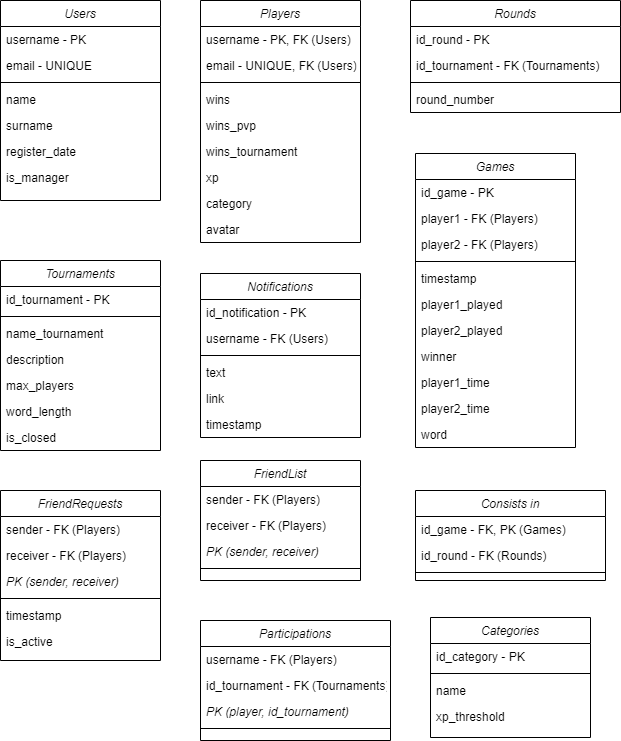 Users
username - PK
email - UNIQUE
name
surname
register_date
is_manager
Players
username - PK, FK (Users)
email - UNIQUE, FK (Users)
wins
wins_pvp
wins_tournament
xp
category
avatar
Rounds
id_round - PK
id_tournament - FK (Tournaments)
round_number
Games
id_game - PK
player1 - FK (Players)
player2 - FK (Players)
timestamp
player1_played
player2_played
winner
player1_time
player2_time
word
Tournaments
id_tournament - PK
name_tournament
description
max_players
word_length
is_closed
Notifications
id_notification - PK
username - FK (Users)
text
link
timestamp
FriendRequests
sender - FK (Players)
receiver - FK (Players)
PK (sender, receiver)
timestamp
is_active
FriendList
sender - FK (Players)
receiver - FK (Players)
PK (sender, receiver)
Consists in
id_game - FK, PK (Games)
id_round - FK (Rounds)
Participations
username - FK (Players)
id_tournament - FK (Tournaments
PK (player, id_tournament)
Categories
id_category - PK
name
xp_threshold